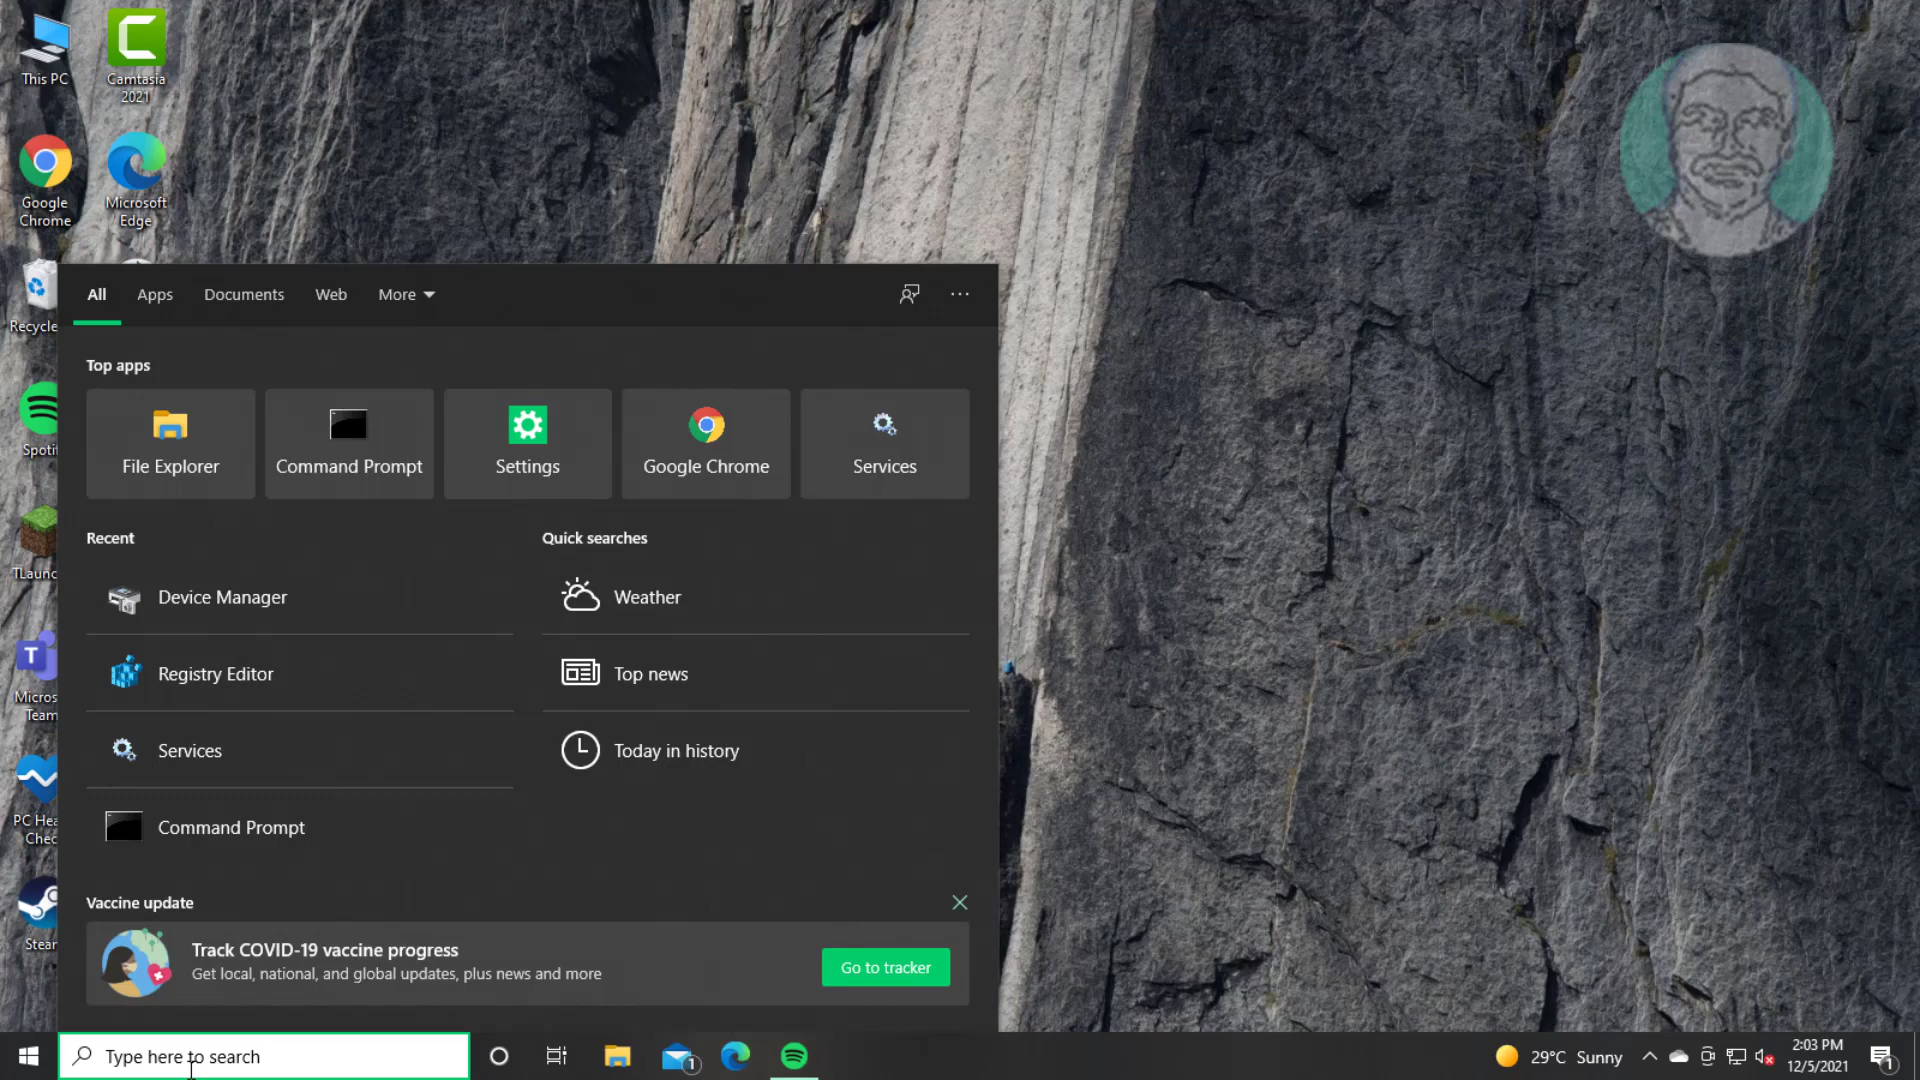 This PC
Camtasia
2021
Google
Chrome
Microsoft
Edge
Recycle
Spotif
TLaunc
T
Micros
Team
PC Hea
Chec
Stear
All
Apps
Documents
Web
More
Top apps
File Explorer
Command Prompt
Settings
Google Chrome
Services
Recent
Device Manager
Registry Editor
Services
Command Prompt
Quick searches
Weather
Top news
Today in history
Vaccine update
Track COVID-19 vaccine progress
Get local, national, and global updates, plus news and more
Go to tracker
Type here to search
1
29°C Sunny
2:03 PM
12/5/2021
1